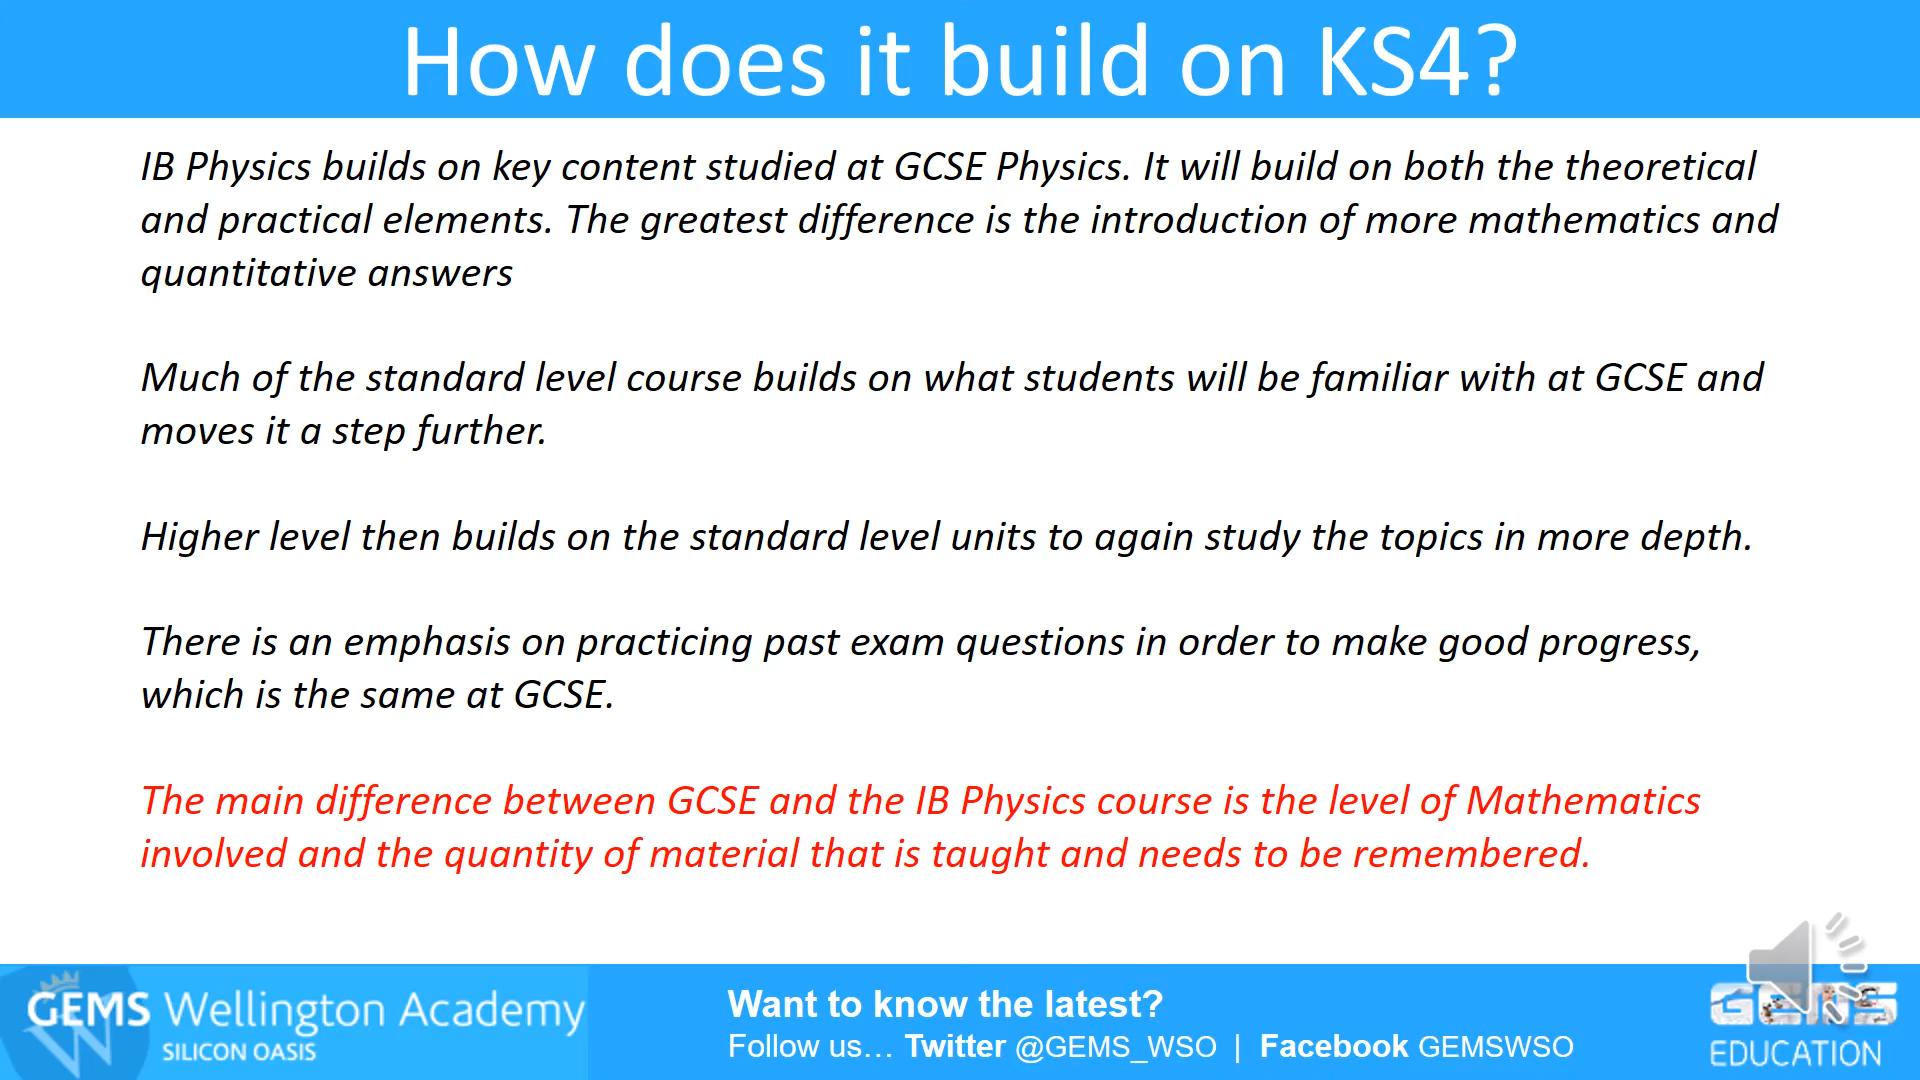 How does it build on KS4?
IB Physics builds on key content studied at GCSE Physics. It will build on both the theoretical
and practical elements. The greatest difference is the introduction of more mathematics and
quantitative answers
Much of the standard level course builds on what students will be familiar with at GCSE and
moves it a step further.
Higher level then builds on the standard level units to again study the topics in more depth.
There is an emphasis on practicing past exam questions in order to make good progress,
which is the same at GCSE.
The main difference between GCSE and the IB Physics course is the level of Mathematics
involved and the quantity of material that is taught and needs to be remembered.
GEMS Wellington Academy
SILICON OASIS
Want to know the latest?
Follow us... Twitter @GEMS_WSO | Facebook GEMSWSO
GEMS
EDUCATION